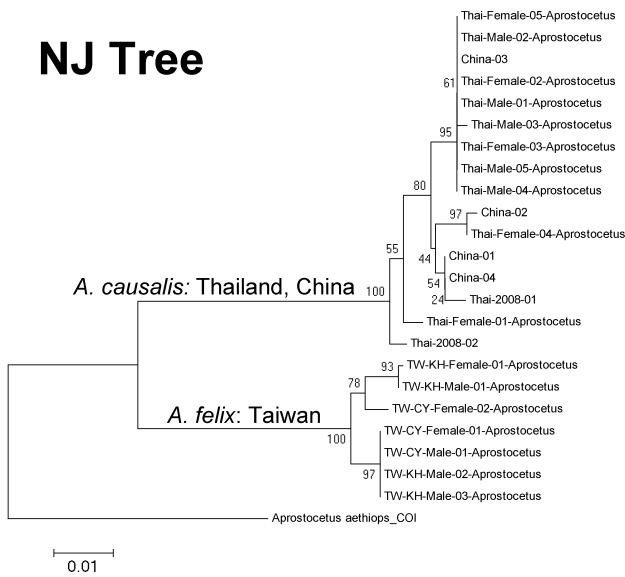 NJ Tree
Thai-Female-05-Aprostocetus
Thai-Male-02-Aprostocetus
China-03
61
Thai-Female-02-Aprostocetus
Thai-Male-01-Aprostocetus
Thai-Male-03-Aprostocetus
95
Thai-Female-03-Aprostocetus
Thai-Male-05-Aprostocetus
80
Thai-Male-04-Aprostocetus
97
China-02
Thai-Female-04-Aprostocetus
55
44
China-01
54
China-04
24
Thai-2008-01
A. causalis: Thailand, China
100
Thai-Female-01-Aprostocetus
Thai-2008-02
93
TW-KH-Female-01-Aprostocetus
78
TW-KH-Male-01-Aprostocetus
A. felix: Taiwan
TW-CY-Female-02-Aprostocetus
100
TW-CY-Female-01-Aprostocetus
TW-CY-Male-01-Aprostocetus
97
TW-KH-Male-02-Aprostocetus
TW-KH-Male-03-Aprostocetus
Aprostocetus aethiops_COI
0.01